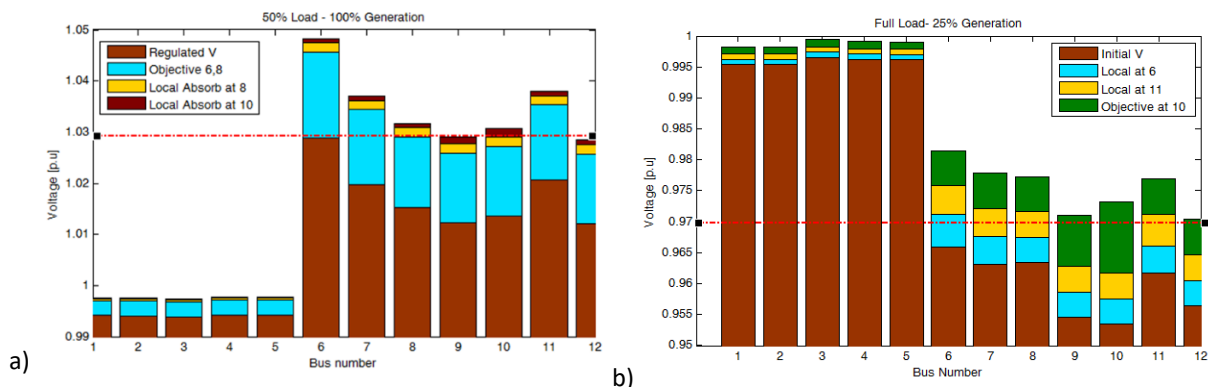 50% Load - 100% Generation
1.05
1.04
1.03
1.02
1.01
1
0.99
Voltage [p.u]
Regulated V
Objective 6,8
Local Absorb at 8
Local Absorb at 10
1 2 3 4 5 6 7 8 9 10 11 12
Bus number
a)
Full Load- 25% Generation
1
0.995
0.99
0.985
0.98
0.975
0.97
0.965
0.96
0.955
0.95
Voltage [p.u]
Initial V
Local at 6
Local at 11
Objective at 10
1 2 3 4 5 6 7 8 9 10 11 12
Bus Number
b)